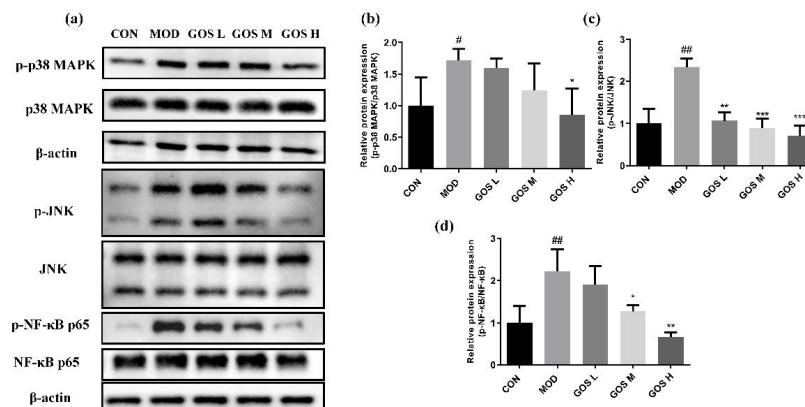 (a)
CON MOD GOS L GOS M GOS H
p-p38 MAPK
p38 MAPK
β-actin
p-JNK
JNK
p-NF-κB p65
NF-κB p65
β-actin
(b)
Relative protein expression
(p-p38 MAPK/p38 MAPK)
2.0
1.5
1.0
0.5
0.0
#
*
CON
MOD
GOS L
GOS M
GOS H
(c)
Relative protein expression
(p-JNK/JNK)
3
2
1
0
##
**
***
***
CON
MOD
GOS L
GOS M
GOS H
(d)
Relative protein expression
(p-NF-κB/NF-κB)
3
2
1
0
##
*
**
CON
MOD
GOS L
GOS M
GOS H